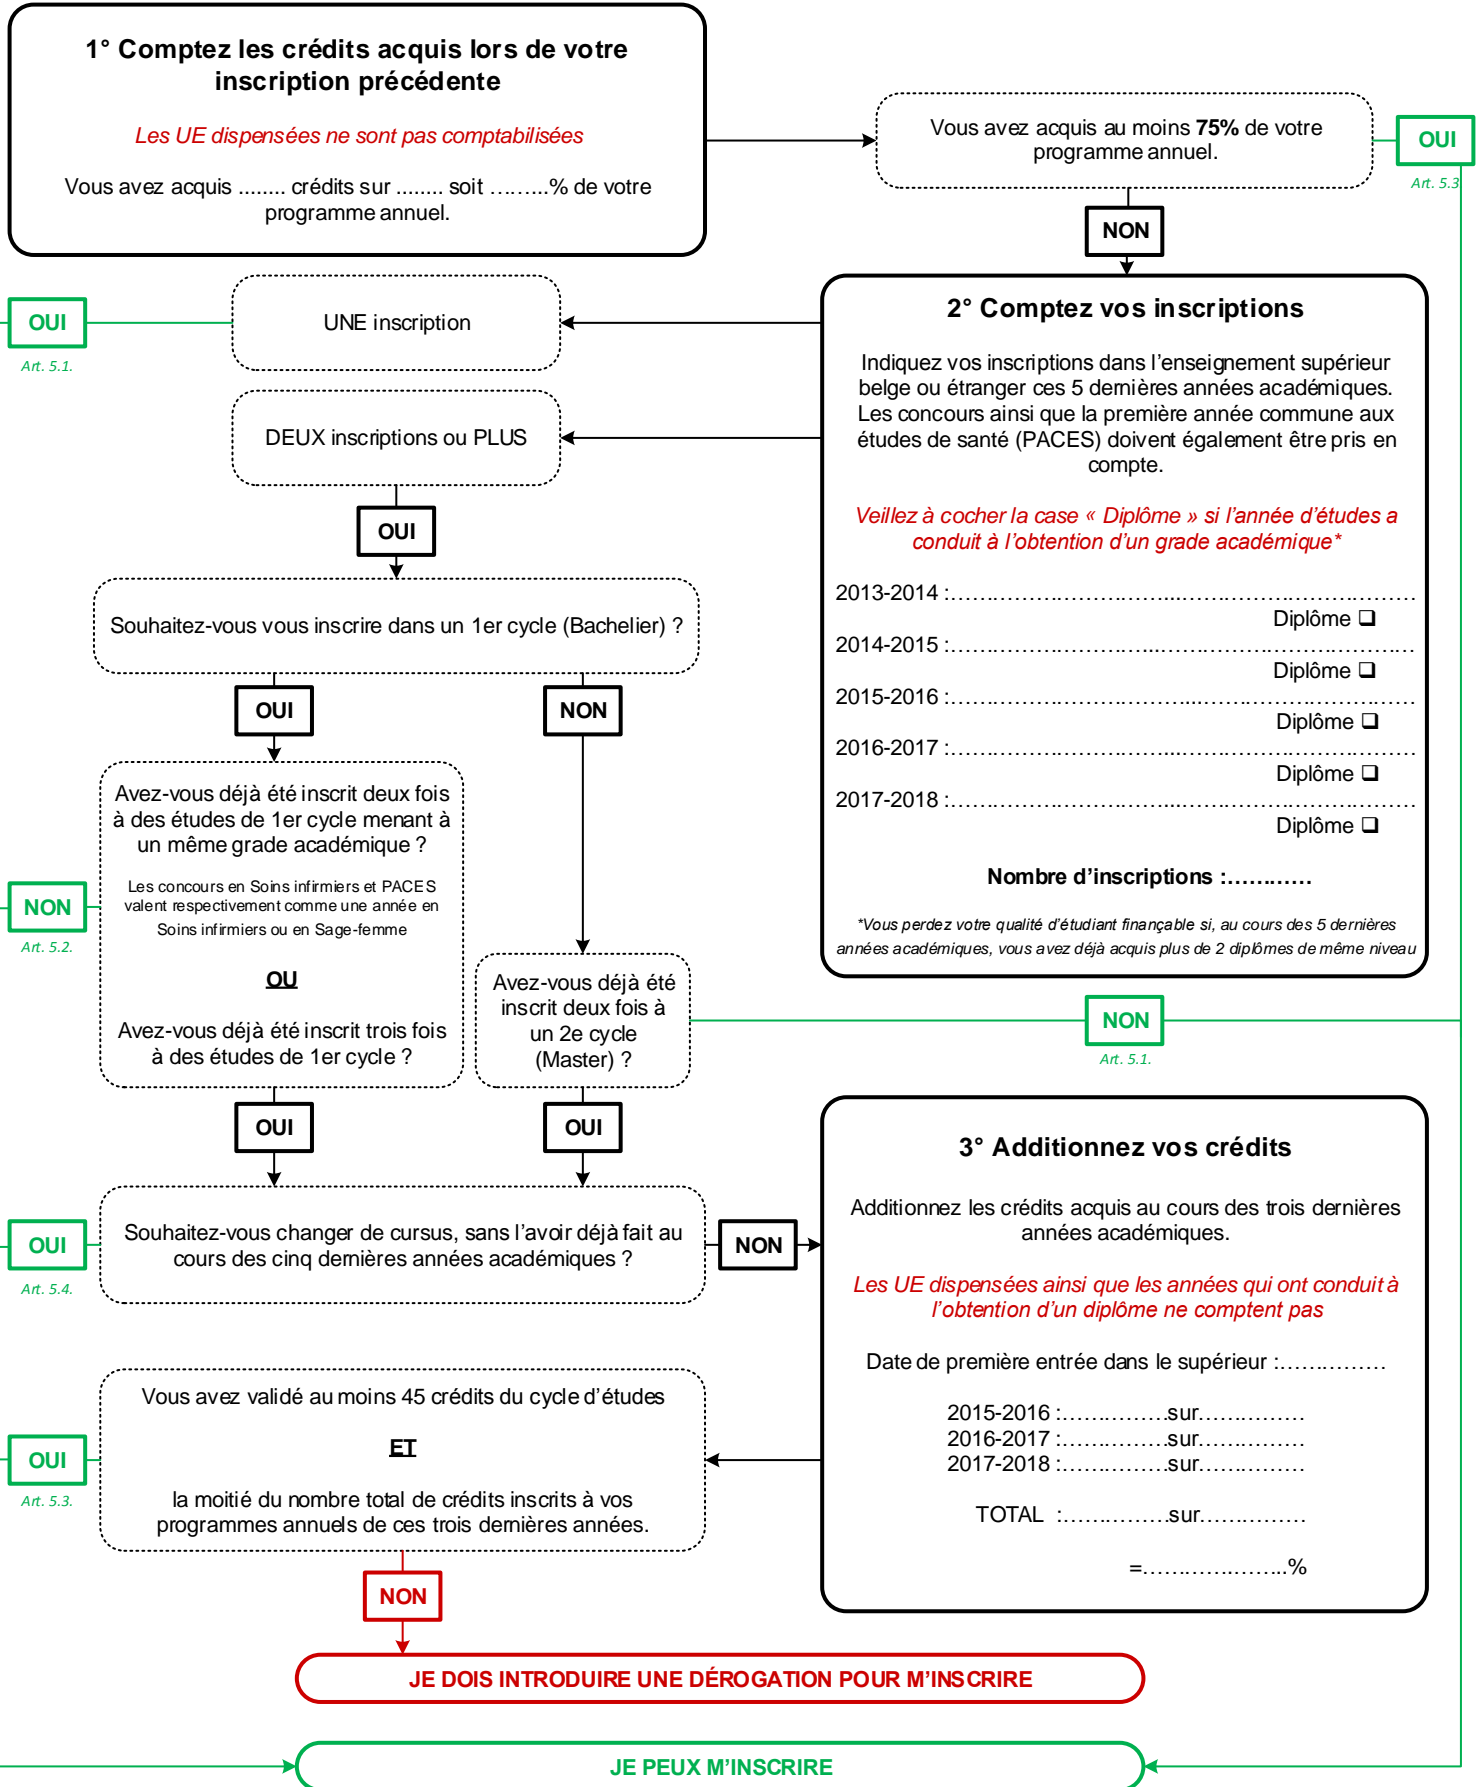 1° Comptez les crédits acquis lors de votre
inscription précédente
Les UE dispensées ne sont pas comptabilisées
Vous avez acquis ........ crédits sur ........ soit ……..% de votre
programme annuel.
Vous avez acquis au moins 75% de votre
programme annuel.
OUI
Art. 5.3
NON
2° Comptez vos inscriptions
Indiquez vos inscriptions dans l’enseignement supérieur
belge ou étranger ces 5 dernières années académiques.
Les concours ainsi que la première année commune aux
études de santé (PACES) doivent également être pris en
compte.
Veillez à cocher la case « Diplôme » si l’année d’études a
conduit à l’obtention d’un grade académique*
2013-2014 :……………………………...…………………………………
Diplôme ❑
2014-2015 :…………………………...……………………………………
Diplôme ❑
2015-2016 :………………………………...………………………………
Diplôme ❑
2016-2017 :……………………………...…………………………………
Diplôme ❑
2017-2018 :……………………………...…………………………………
Diplôme ❑
Nombre d’inscriptions :…………
*Vous perdez votre qualité d’étudiant finançable si, au cours des 5 dernières
années académiques, vous avez déjà acquis plus de 2 diplômes de même niveau
UNE inscription
OUI
Art. 5.1.
DEUX inscriptions ou PLUS
OUI
Souhaitez-vous vous inscrire dans un 1er cycle (Bachelier) ?
OUI
NON
Avez-vous déjà été inscrit deux fois
à des études de 1er cycle menant à
un même grade académique ?
Les concours en Soins infirmiers et PACES
valent respectivement comme une année en
Soins infirmiers ou en Sage-femme
OU
Avez-vous déjà été inscrit trois fois
à des études de 1er cycle ?
NON
Art. 5.2.
Avez-vous déjà été
inscrit deux fois à
un 2e cycle
(Master) ?
NON
Art. 5.1.
OUI
OUI
Souhaitez-vous changer de cursus, sans l’avoir déjà fait au
cours des cinq dernières années académiques ?
OUI
Art. 5.4.
NON
3° Additionnez vos crédits
Additionnez les crédits acquis au cours des trois dernières
années académiques.
Les UE dispensées ainsi que les années qui ont conduit à
l’obtention d’un diplôme ne comptent pas
Date de première entrée dans le supérieur :……………
2015-2016 :……………sur……………
2016-2017 :……………sur……………
2017-2018 :……………sur……………
TOTAL :……………sur……………
=…………………..%
Vous avez validé au moins 45 crédits du cycle d’études
ET
la moitié du nombre total de crédits inscrits à vos
programmes annuels de ces trois dernières années.
OUI
Art. 5.3.
NON
JE DOIS INTRODUIRE UNE DÉROGATION POUR M’INSCRIRE
JE PEUX M’INSCRIRE